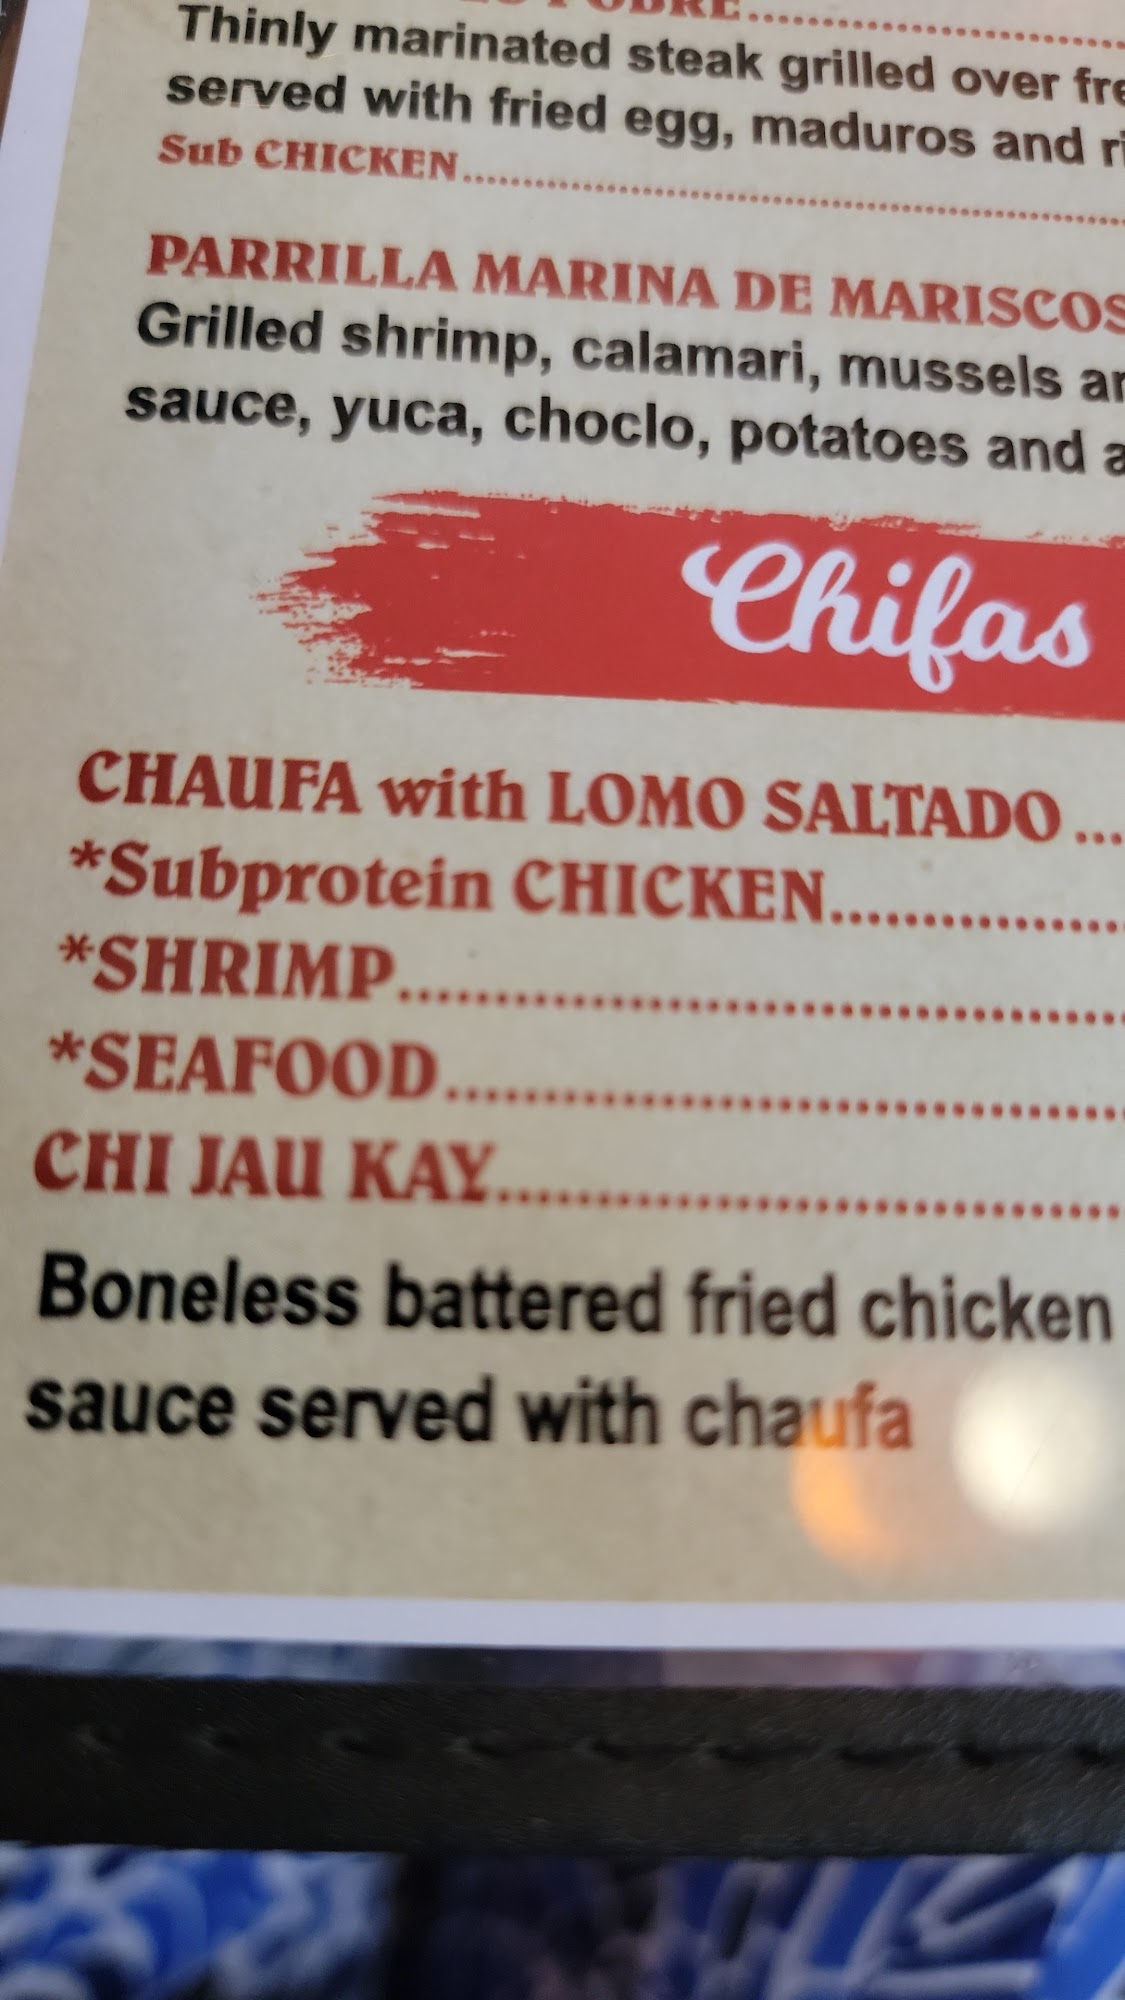 POBRE....................
Thinly marinated steak grilled over
served with fried egg, maduros and
Sub CHICKEN....................
PARRILLA MARINA DE MARISCOS
Grilled shrimp, calamari, mussels
sauce, yuca, choclo, potatoes and
Chifas
CHAUFA with LOMO SALTADO ...
*Subprotein CHICKEN....................
*SHRIMP....................
*SEAFOOD....................
CHI JAU KAY....................
Boneless battered fried chicken
sauce served with chaufa